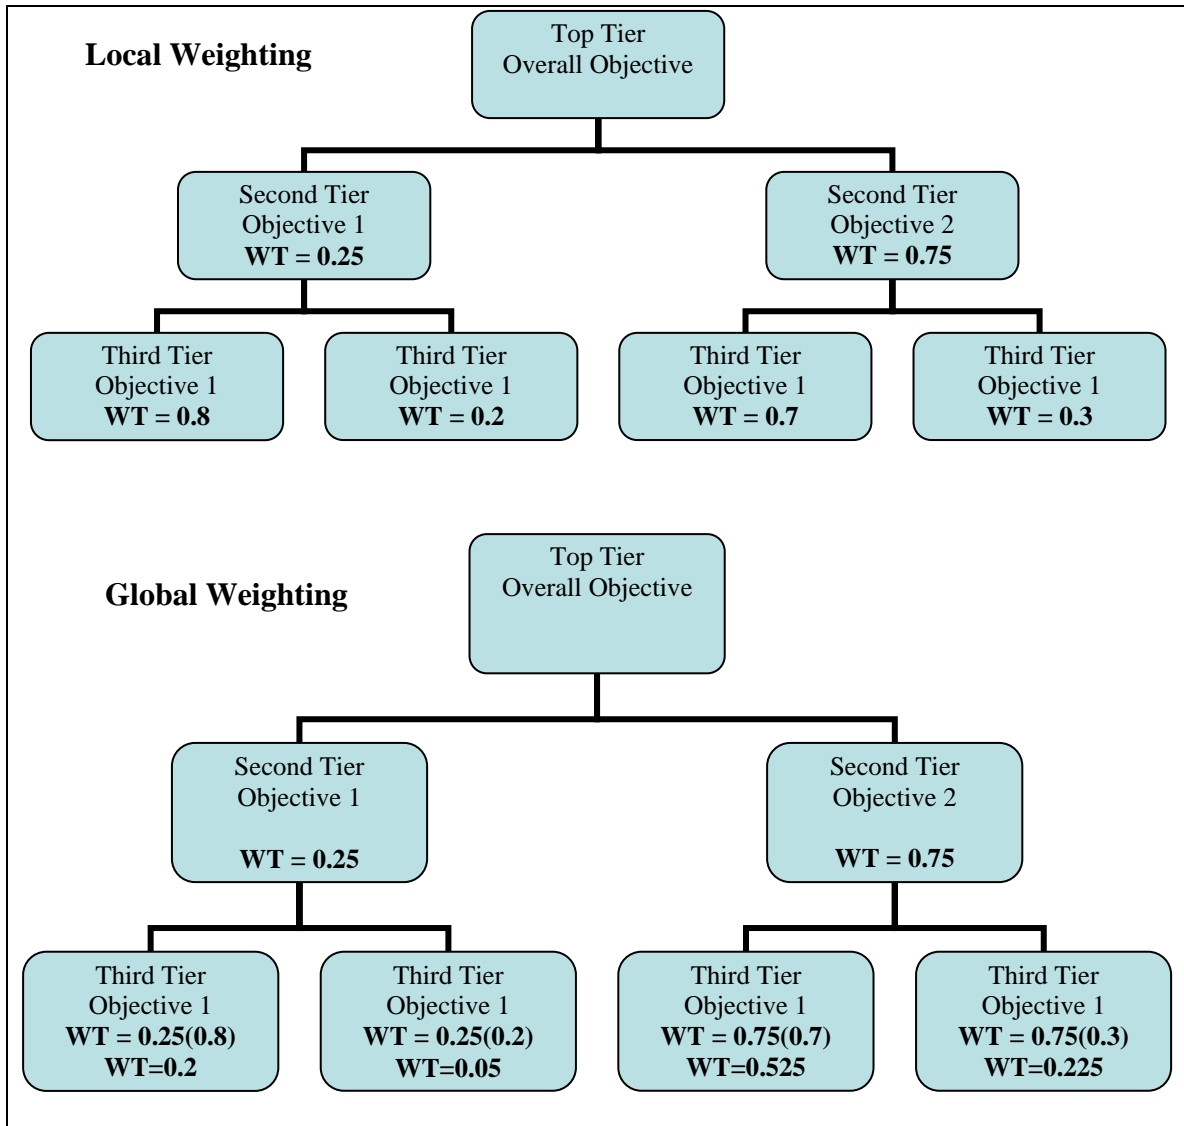 Local Weighting
Top Tier
Overall Objective
Second Tier
Objective 1
WT = 0.25
Second Tier
Objective 2
WT = 0.75
Third Tier
Objective 1
WT = 0.8
Third Tier
Objective 1
WT = 0.2
Third Tier
Objective 1
WT = 0.7
Third Tier
Objective 1
WT = 0.3
Global Weighting
Top Tier
Overall Objective
Second Tier
Objective 1
WT = 0.25
Second Tier
Objective 2
WT = 0.75
Third Tier
Objective 1
WT = 0.25(0.8)
WT=0.2
Third Tier
Objective 1
WT = 0.25(0.2)
WT=0.05
Third Tier
Objective 1
WT = 0.75(0.7)
WT=0.525
Third Tier
Objective 1
WT = 0.75(0.3)
WT=0.225